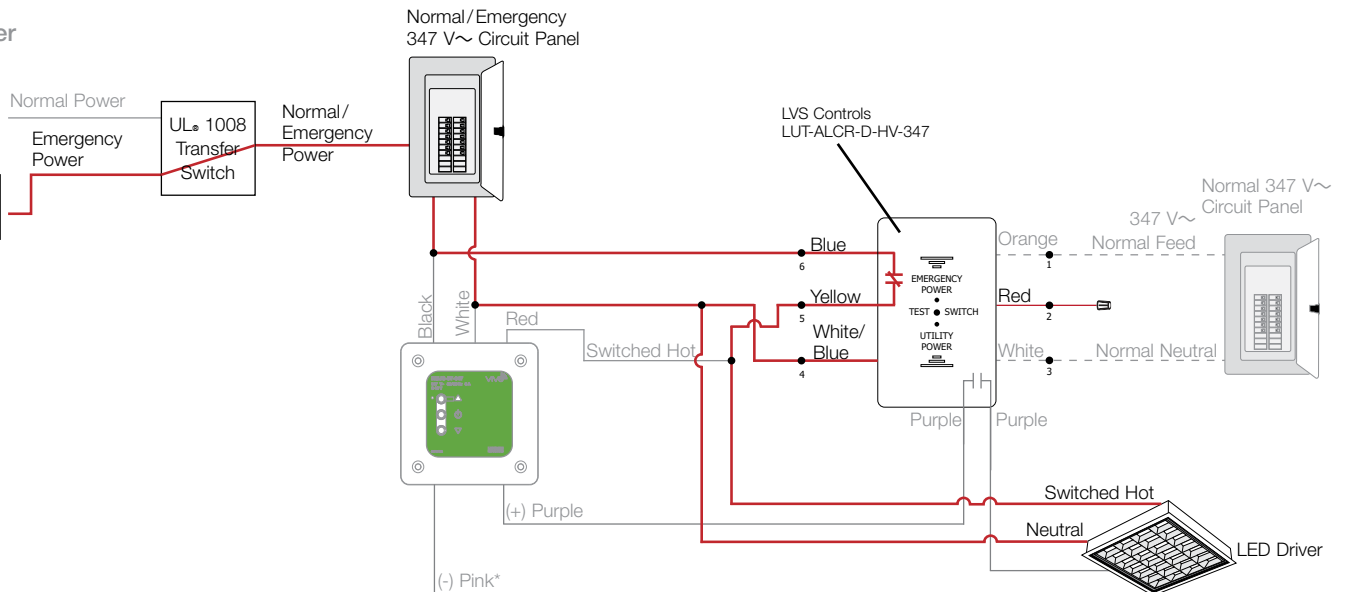 er
Normal/Emergency
347 V~ Circuit Panel
Normal Power
Emergency
Power
UL® 1008
Transfer
Switch
Normal/
Emergency
Power
LVS Controls
LUT-ALCR-D-HV-347
Normal 347 V~
Circuit Panel
347 V~
Blue
6
Yellow
5
White/
Blue
4
EMERGENCY
POWER
TEST SWITCH
UTILITY
POWER
Orange
1
Normal Feed
Red
2
White
3
Normal Neutral
Black
White
Red
Switched Hot
Purple
Purple
(+) Purple
(-) Pink*
Switched Hot
Neutral
LED Driver